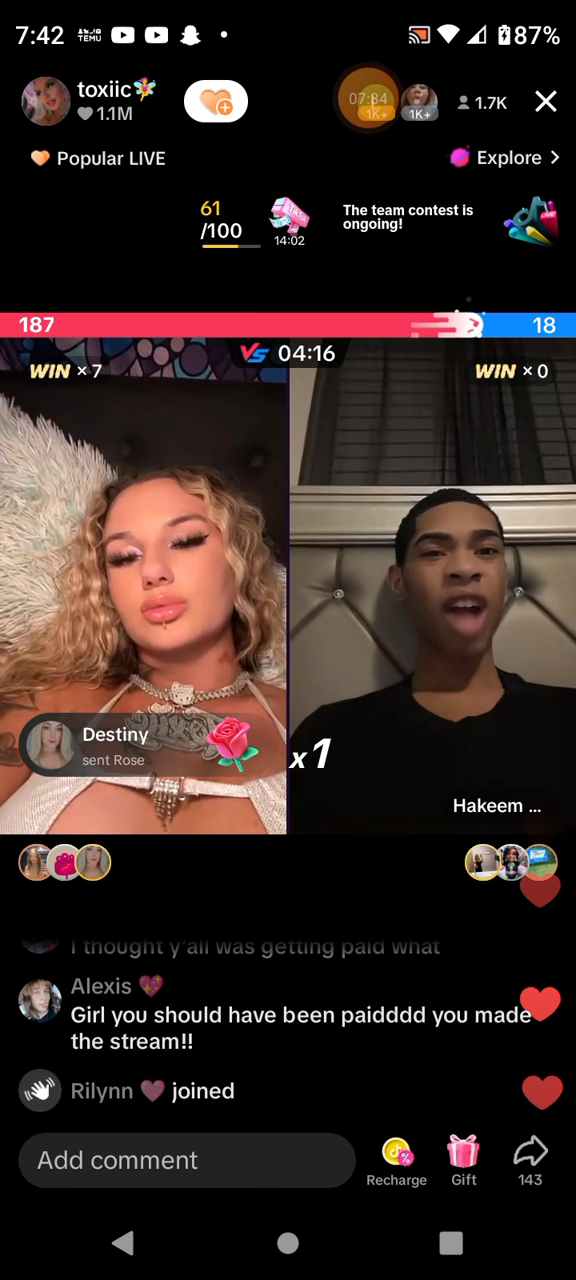 7:42
TEMU
87%
toxiic
1.1M
07:34
1K+
1K+
1.7K
Popular LIVE
Explore
61
/100
14:02
The team contest is
ongoing!
187
18
VS 04:16
WIN × 7
WIN × 0
Destiny
sent Rose
x1
Hakeem ...
I thought y'all was getting paid what
Alexis
Girl you should have been paidddd you made
the stream!!
Rilynn joined
Add comment
Recharge
Gift
143